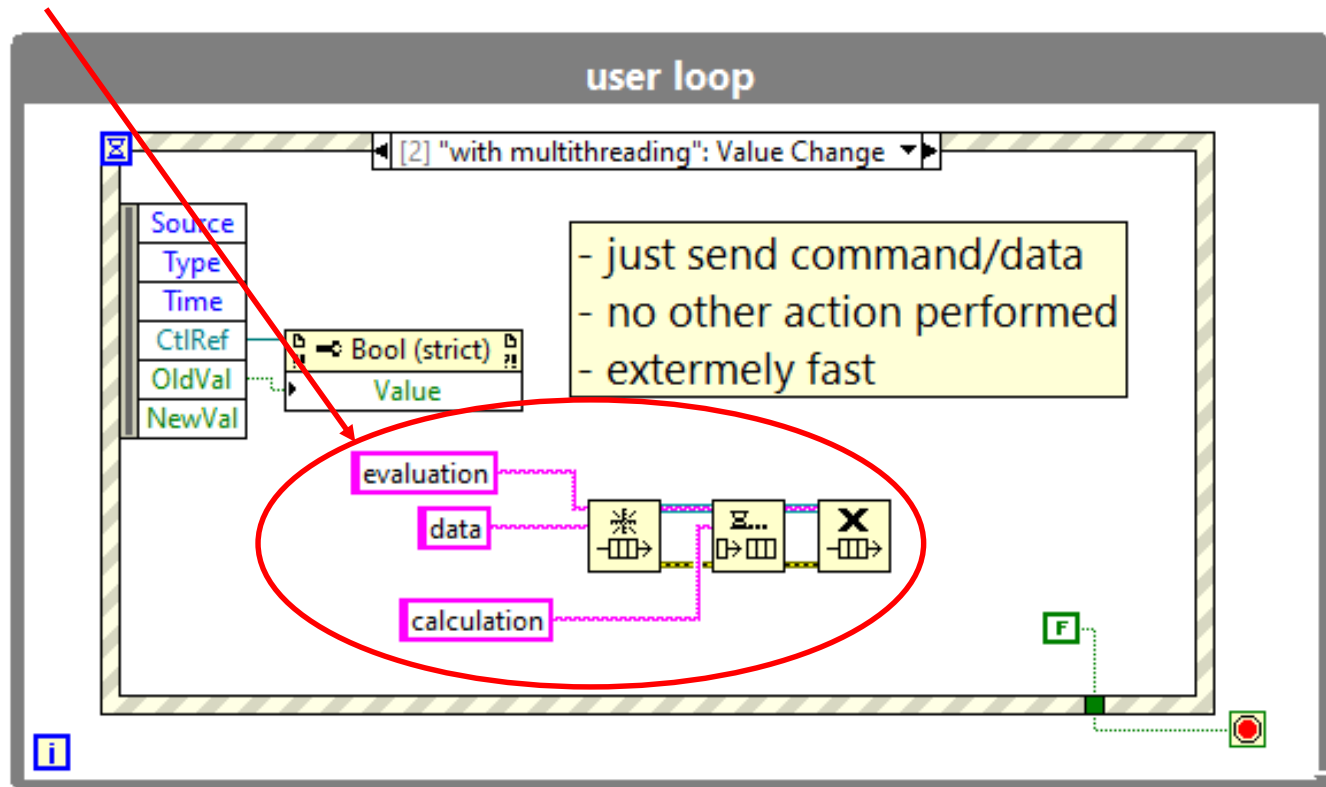 user loop
[2] "with multithreading": Value Change
Source
Type
Time
CtlRef
OldVal
NewVal
Bool (strict)
Value
- just send command/data
- no other action performed
- extermely fast
evaluation
data
calculation
F
i